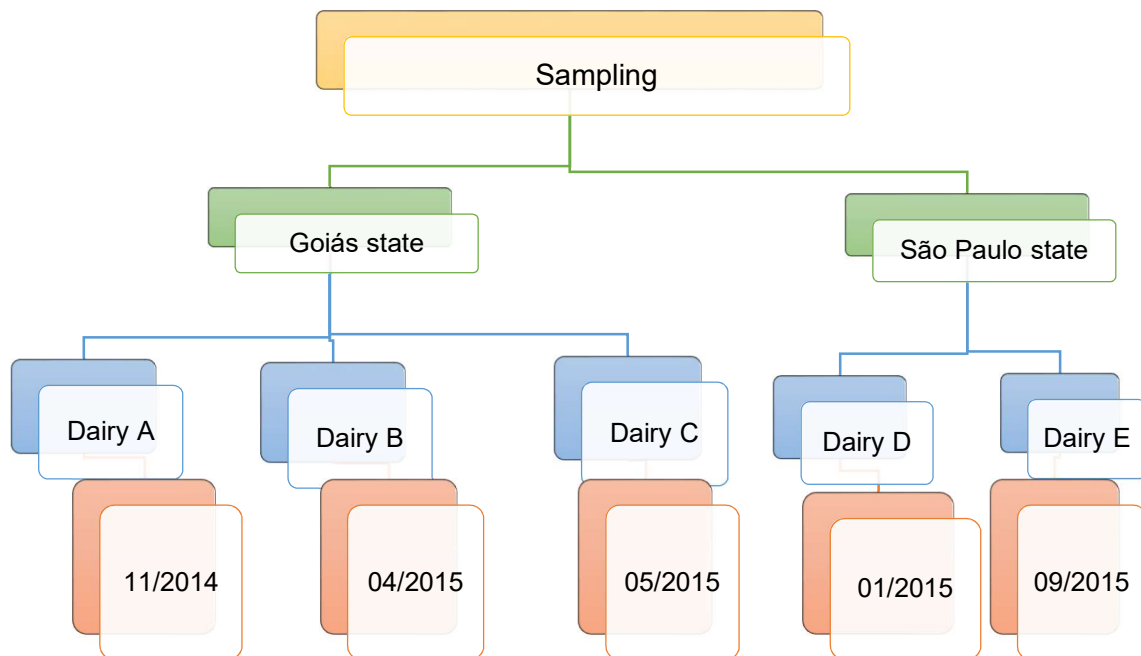 Sampling
Goiás state
São Paulo state
Dairy A
Dairy B
Dairy C
Dairy D
Dairy E
11/2014
04/2015
05/2015
01/2015
09/2015